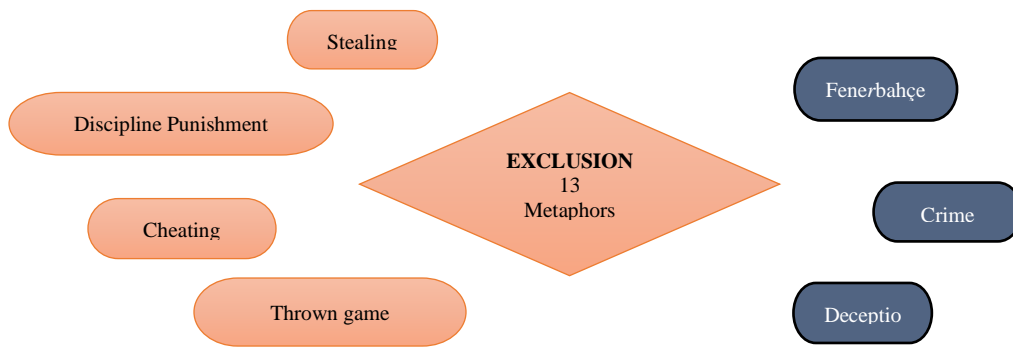 Stealing
Fenerbahçe
Discipline Punishment
EXCLUSION
13
Metaphors
Cheating
Crime
Thrown game
Deceptio